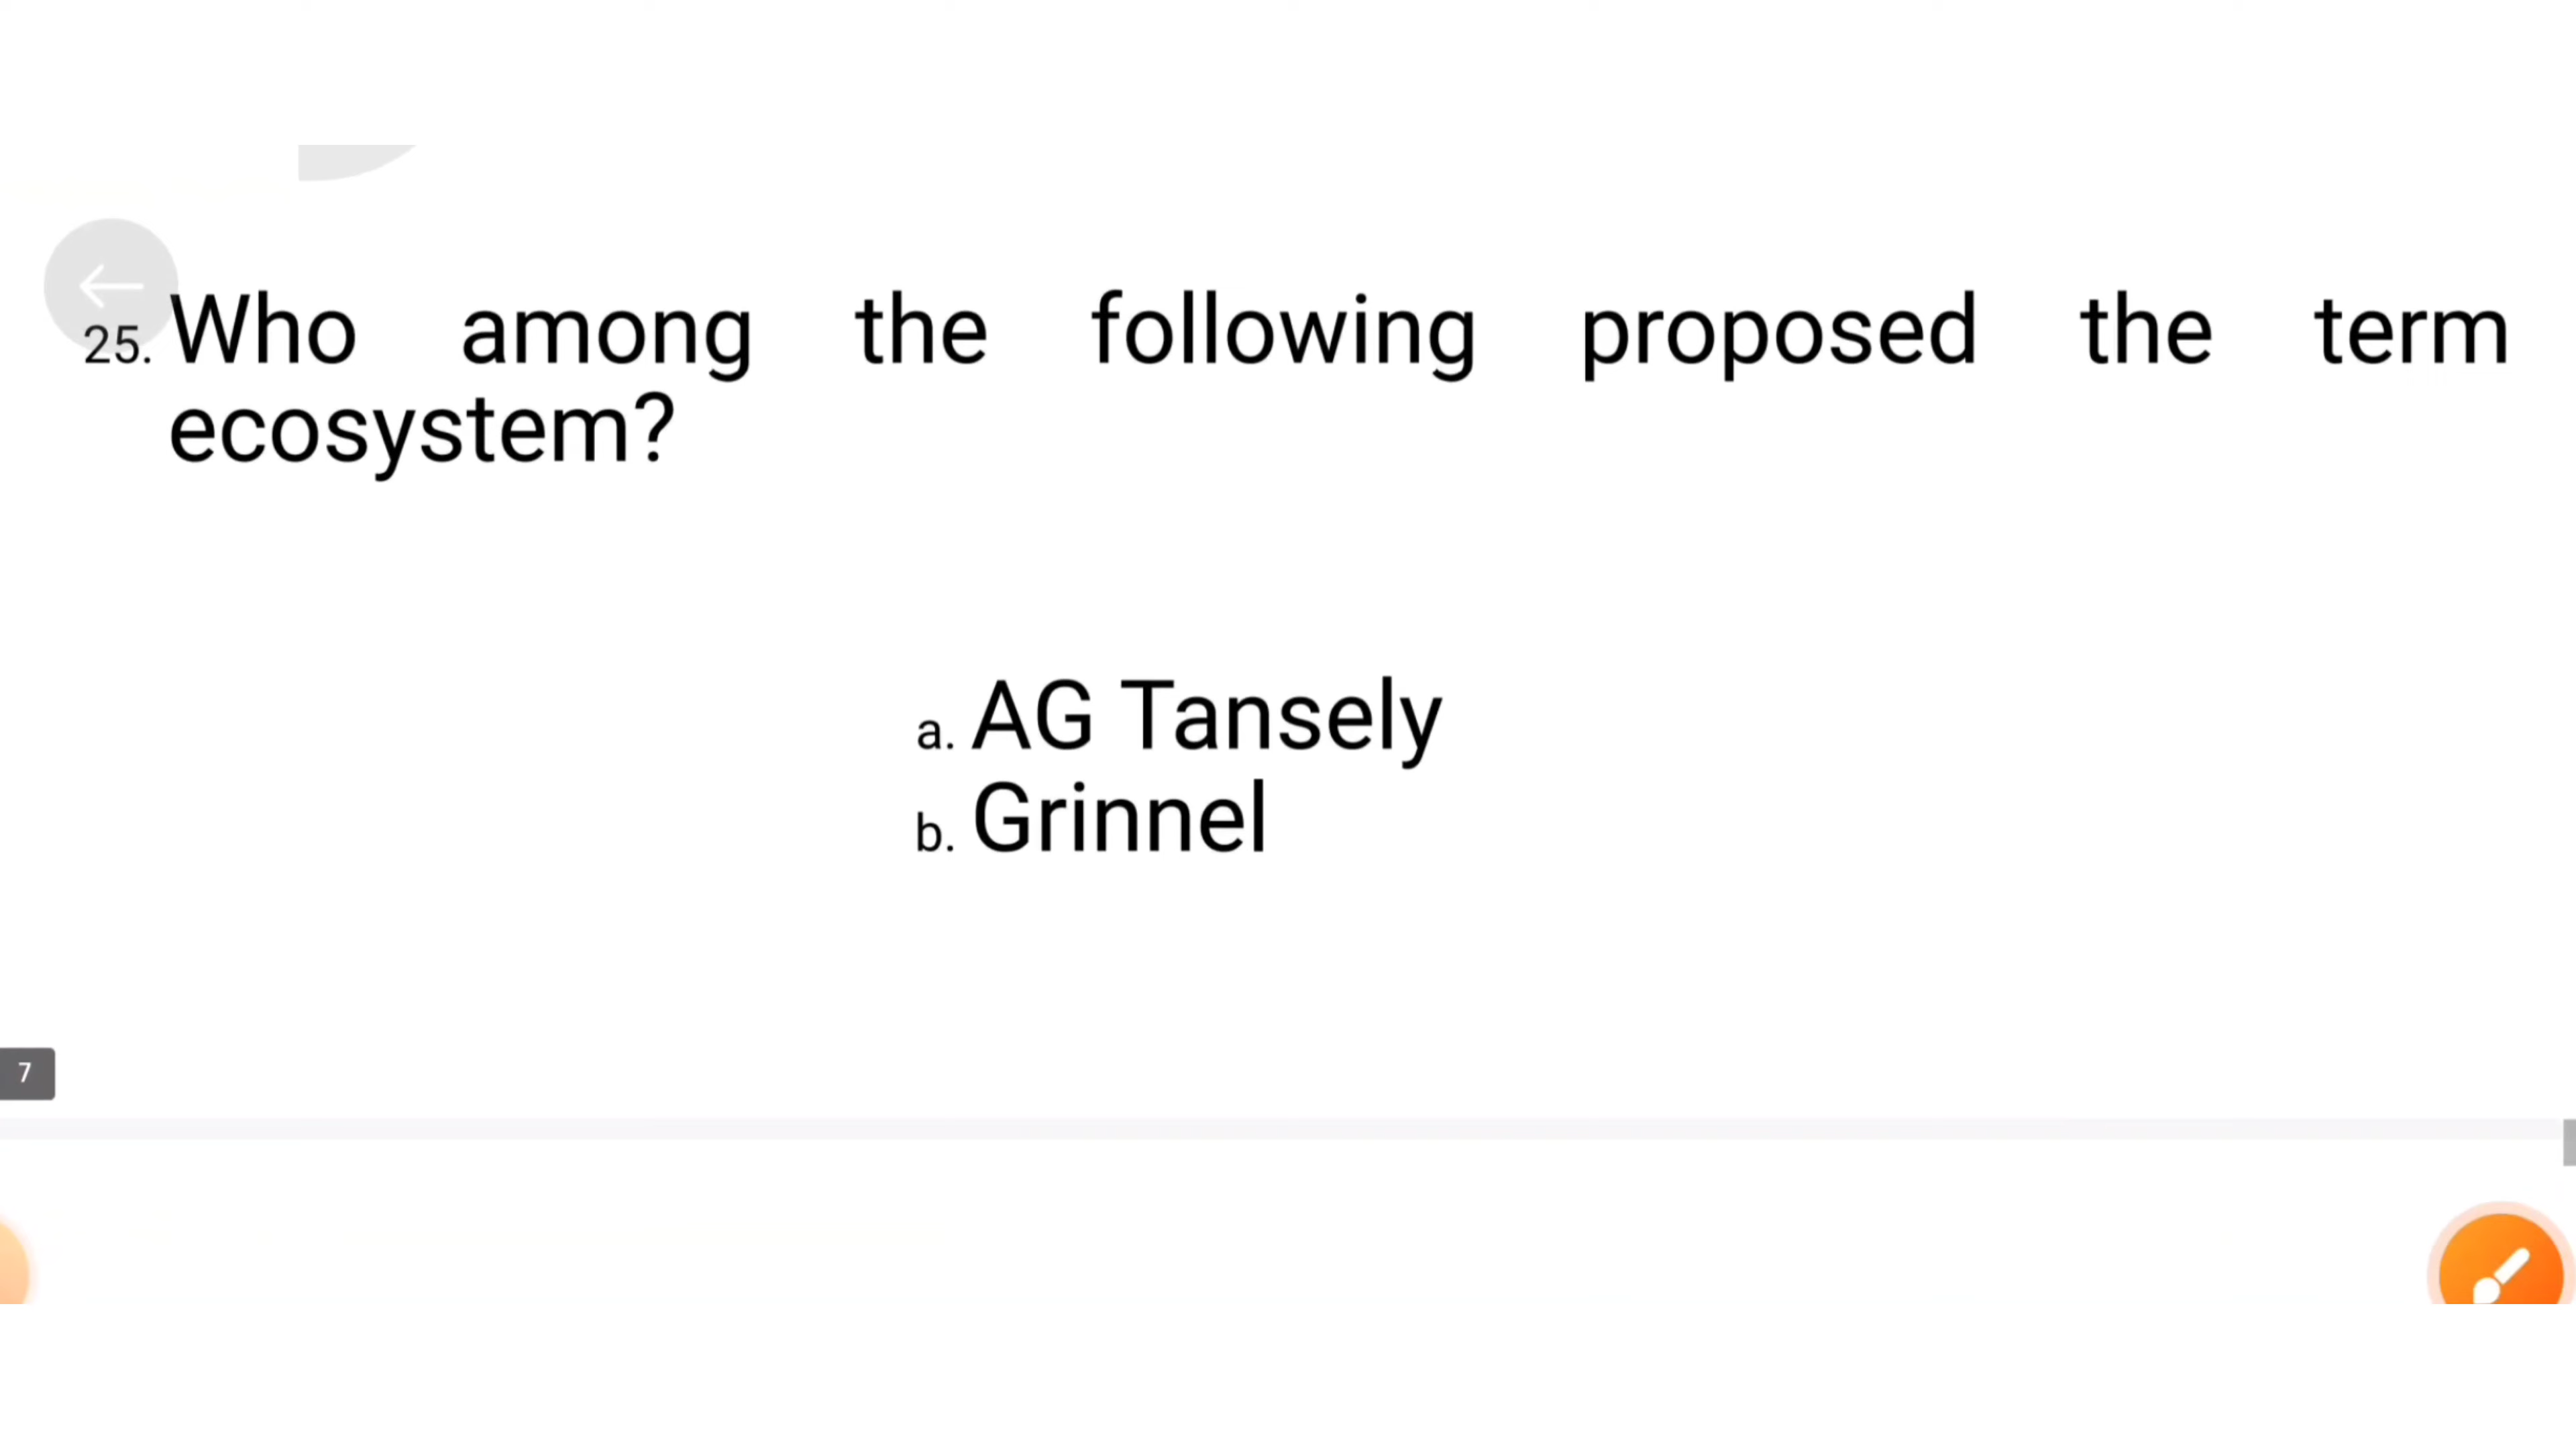 25. Who among the following proposed the term
ecosystem?
a. AG Tansely
b. Grinnel
7